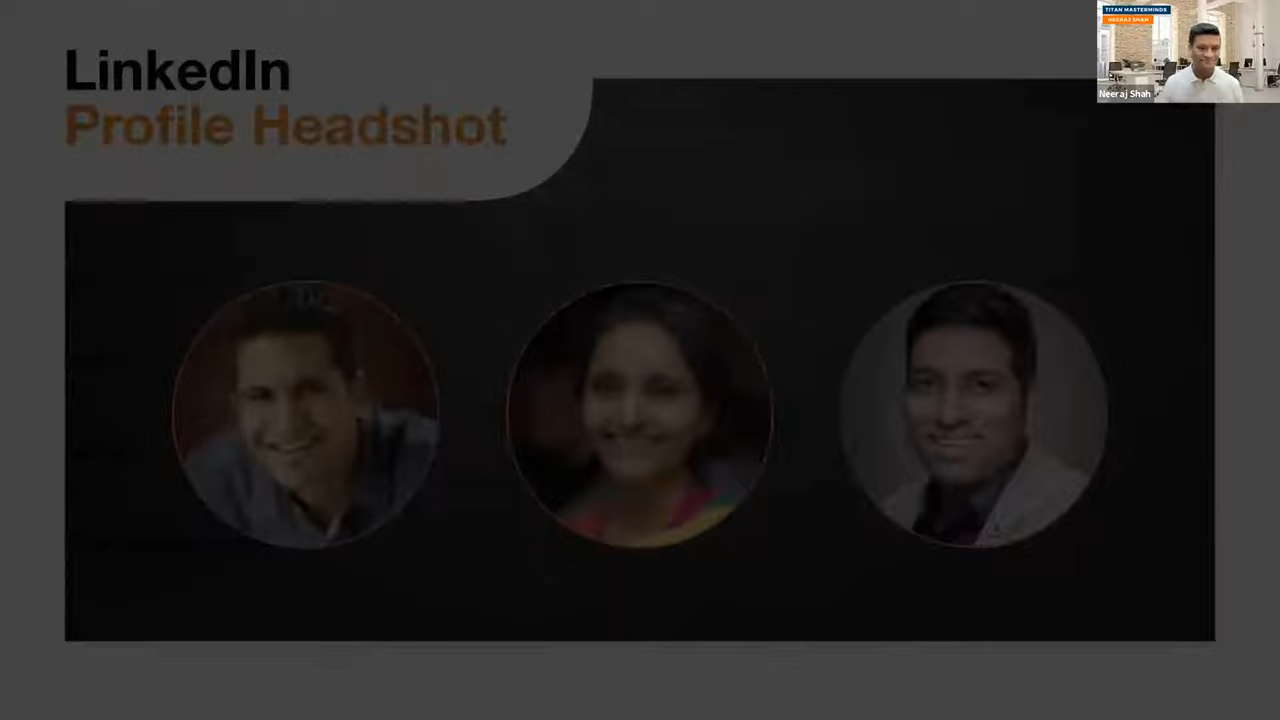 LinkedIn
Profile Headshot
TITAN MASTERMINDS
NEERAJ SHAH
Neeraj Shah